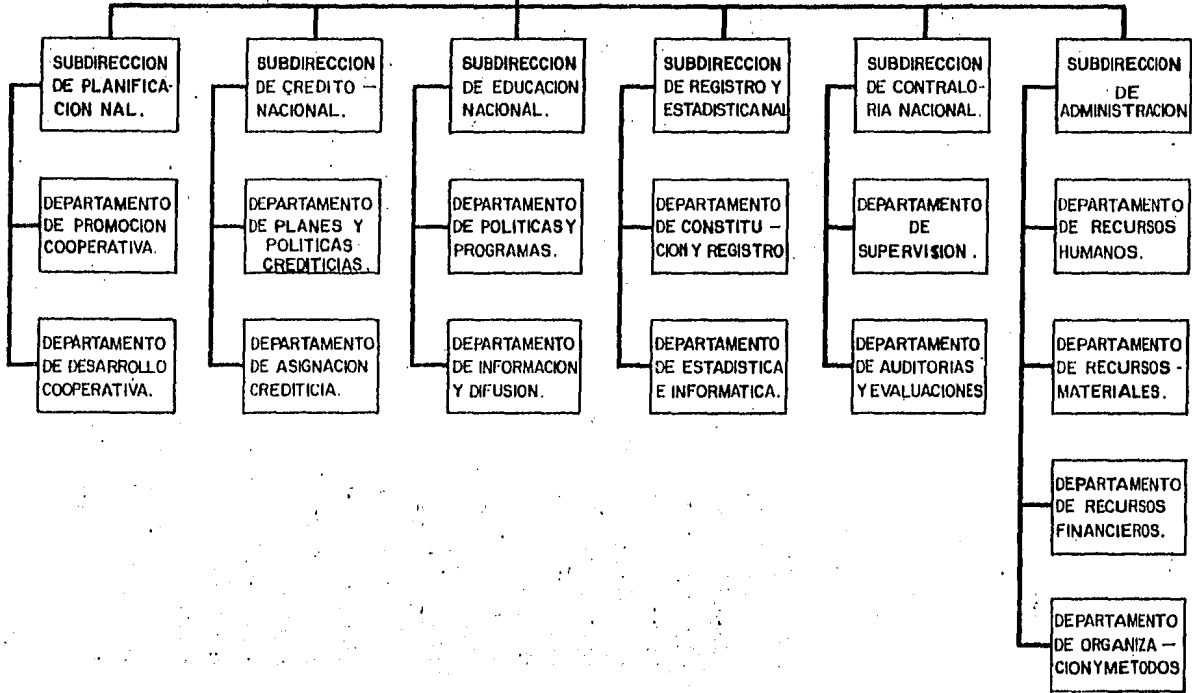 SUBDIRECCION
DE PLANIFICA-
CION NAL.
SUBDIRECCION
DE CREDITO —
NACIONAL.
SUBDIRECCION
DE EDUCACION
NACIONAL.
SUBDIRECCION
DE REGISTRO Y
ESTADISTICA NAL
SUBDIRECCION
DE CONTRALO-
RIA NACIONAL.
SUBDIRECCION
DE
ADMINISTRACION
DEPARTAMENTO
DE PROMOCION
COOPERATIVA.
DEPARTAMENTO
DE PLANES Y
POLITICAS
CREDITICIAS.
DEPARTAMENTO
DE POLITICAS Y
PROGRAMAS.
DEPARTAMENTO
DE CONSTITU -
CION Y REGISTRO
DEPARTAMENTO
DE
SUPERVISION.
DEPARTAMENTO
DE RECURSOS
HUMANOS.
DEPARTAMENTO
DE DESARROLLO
COOPERATIVA.
DEPARTAMENTO
DE ASIGNACION
CREDITICIA.
DEPARTAMENTO
DE INFORMACION
Y DIFUSION.
DEPARTAMENTO
DE ESTADISTICA
E INFORMATICA.
DEPARTAMENTO
DE AUDITORIAS
Y EVALUACIONES
DEPARTAMENTO
DE RECURSOS -
MATERIALES.
DEPARTAMENTO
DE RECURSOS
FINANCIEROS.
DEPARTAMENTO
DE ORGANIZA —
CION Y METODOS